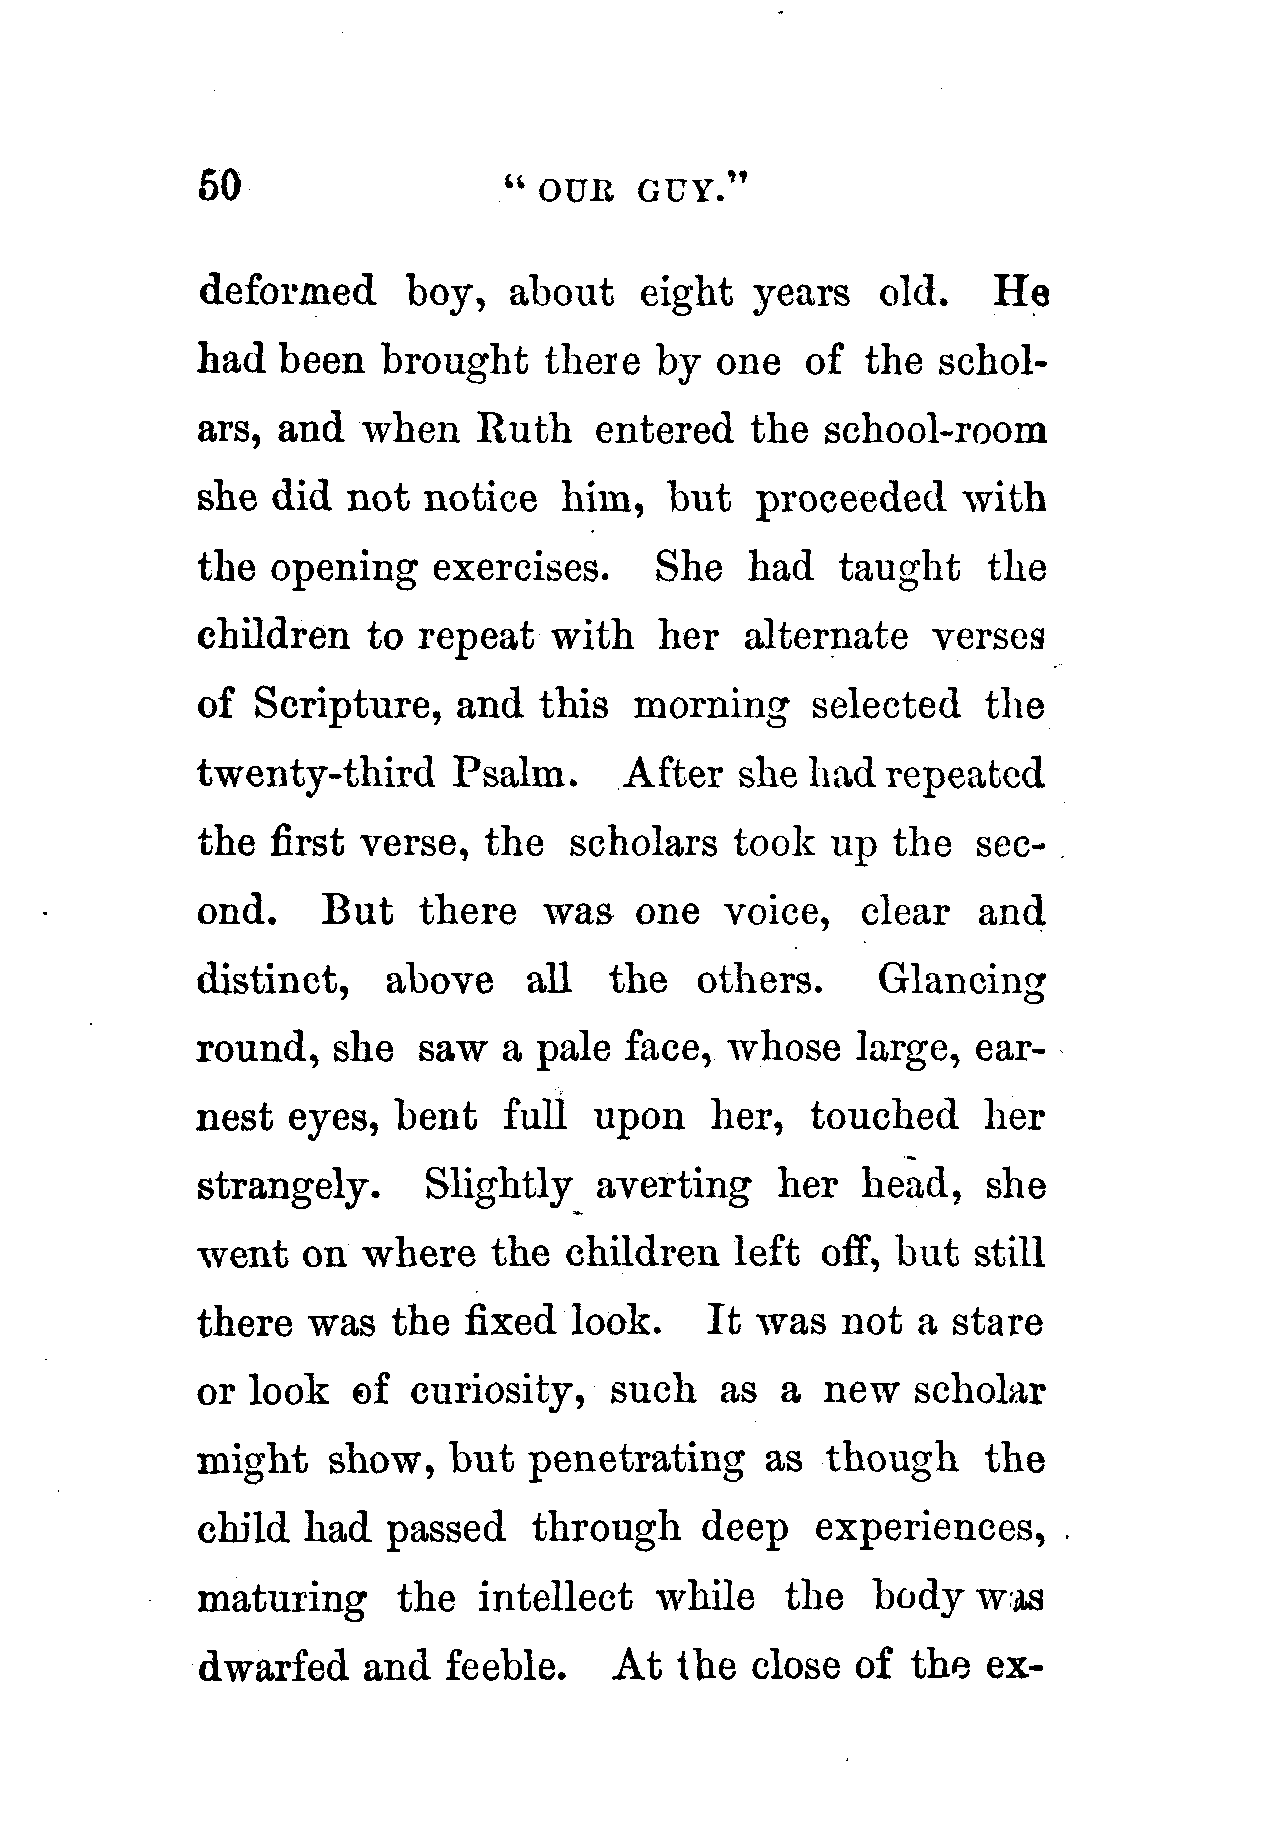 50 " OUR GUY."
deformed boy, about eight years old. He
had been brought there by one of the schol-
ars, and when Ruth entered the school-room
she did not notice him, but proceeded with
the opening exercises. She had taught the
children to repeat with her alternate verses
of Scripture, and this morning selected the
twenty-third Psalm. After she had repeated
the first verse, the scholars took up the sec-
ond. But there was one voice, clear and
distinct, above all the others. Glancing
round, she saw a pale face, whose large, ear-
nest eyes, bent full upon her, touched her
strangely. Slightly averting her head, she
went on where the children left off, but still
there was the fixed look. It was not a stare
or look of curiosity, such as a new scholar
might show, but penetrating as though the
child had passed through deep experiences,
maturing the intellect while the body was
dwarfed and feeble. At the close of the ex-